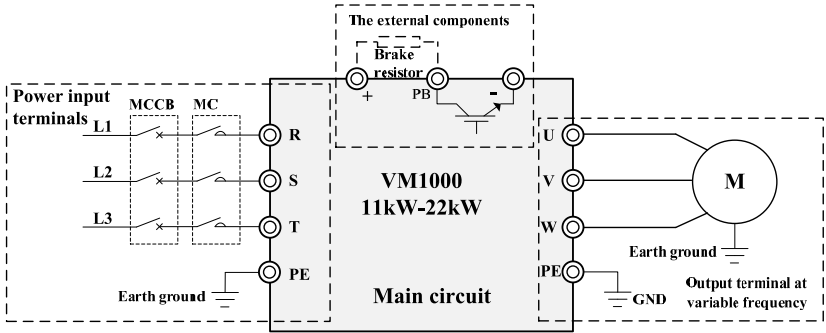 The external components
Brake
resistor
+
PB
-
Power input
terminals
MCCB
MC
L1
R
L2
S
L3
T
PE
Earth ground
VM1000
11kW-22kW
Main circuit
U
V
W
M
Earth ground
PE
GND
Output terminal at
variable frequency